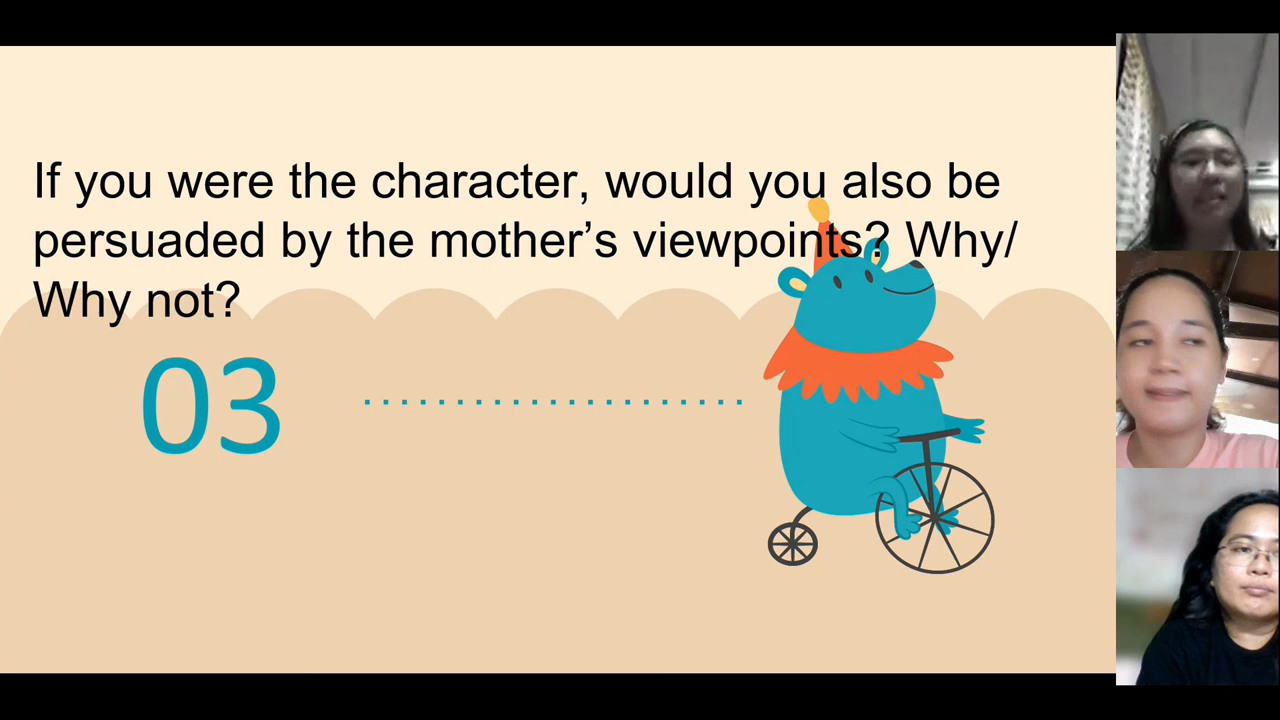 If you were the character, would you also be
persuaded by the mother’s viewpoints? Why/
Why not?
03